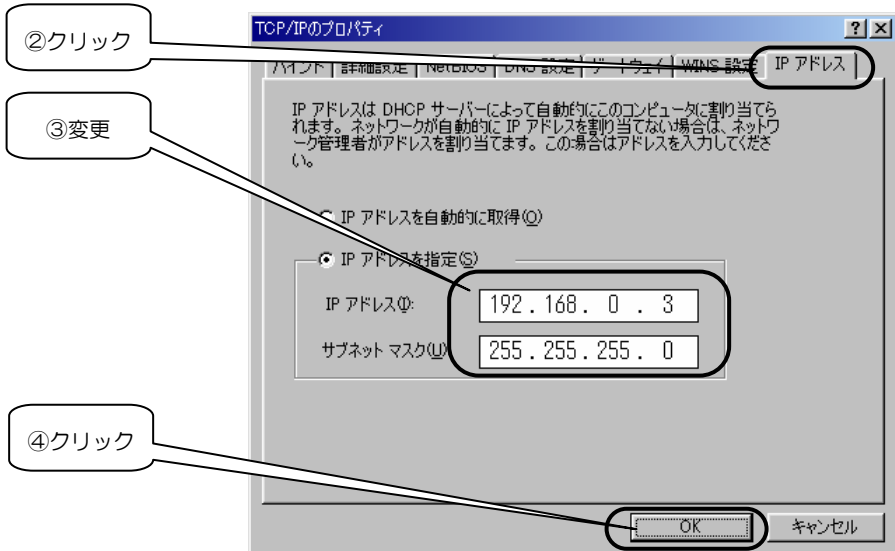 ②クリック
TCP/IPのプロパティ
バインド 詳細設定 NetBIOS DNS 設定 ゲートウェイ WINS 設定 IP アドレス
③変更
IP アドレスは DHCP サーバーによって自動的にこのコンピュータに割り当てら
れます。ネットワークが自動的に IP アドレスを割り当てない場合は、ネットワ
ーク管理者がアドレスを割り当てます。この場合はアドレスを入力してくださ
い。
IP アドレスを自動的に取得(O)
IP アドレスを指定(S)
IP アドレス(I): 192.168. 0 . 3
サブネット マスク(U) 255.255.255. 0
④クリック
OK キャンセル